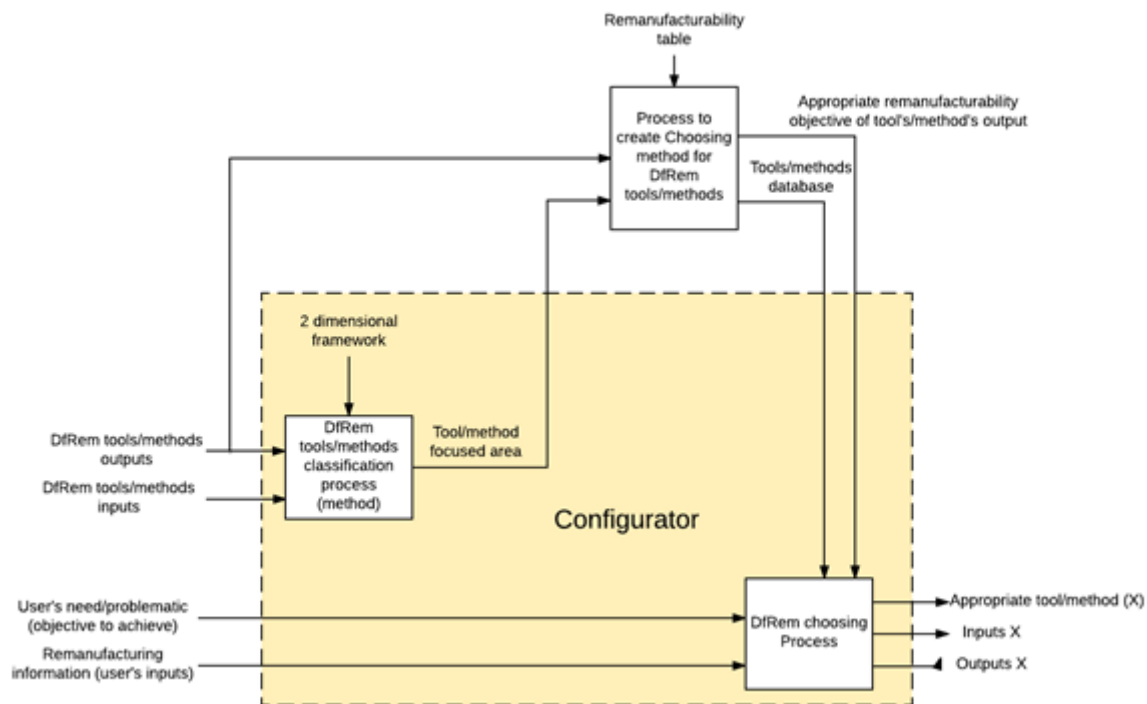 Remanufacturability
table
Process to
create Choosing
method for
DfRem
tools/methods
Appropriate remanufacturability
objective of tool's/method's output
Tools/methods
database
2 dimensional
framework
DfRem tools/methods
outputs
DfRem tools/methods
inputs
DfRem
tools/methods
classification
process
(method)
Tool/method
focused area
Configurator
User's need/problematic
(objective to achieve)
Remanufacturing
information (user's inputs)
DfRem choosing
Process
Appropriate tool/method (X)
Inputs X
Outputs X